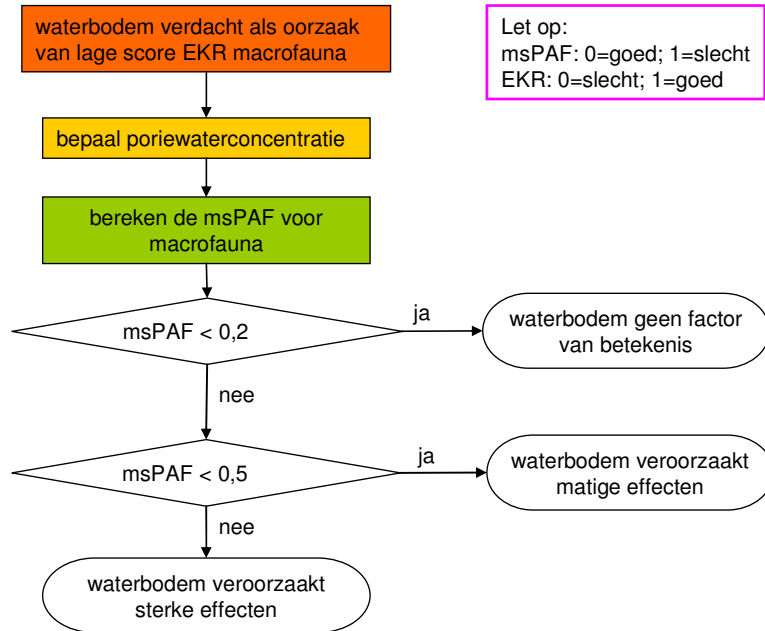 waterbodem verdacht als oorzaak
van lage score EKR macrofauna
Let op:
msPAF: 0=goed; 1=slecht
EKR: 0=slecht; 1=goed
bepaal poriewaterconcentratie
bereken de msPAF voor
macrofauna
msPAF < 0,2
ja
waterbodem geen factor
van betekenis
nee
msPAF < 0,5
ja
waterbodem veroorzaakt
matige effecten
nee
waterbodem veroorzaakt
sterke effecten